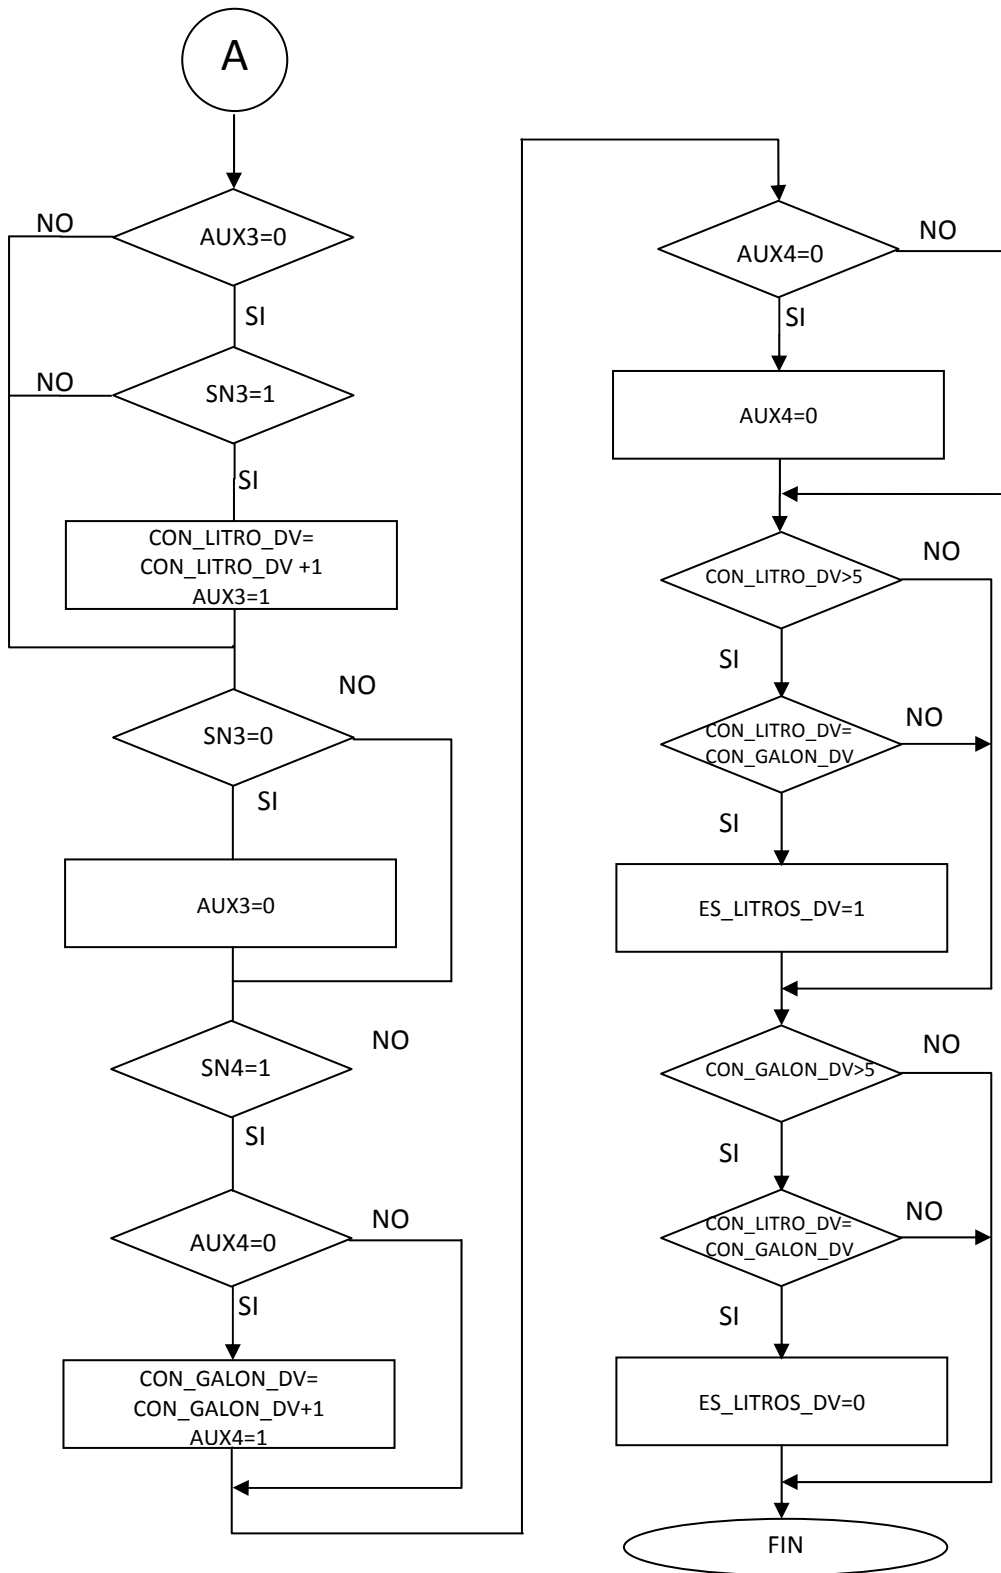 A
AUX3=0
NO
SI
SN3=1
NO
SI
CON_LITRO_DV=
CON_LITRO_DV +1
AUX3=1
SN3=0
NO
SI
AUX3=0
SN4=1
NO
SI
AUX4=0
NO
SI
CON_GALON_DV=
CON_GALON_DV+1
AUX4=1
AUX4=0
NO
SI
AUX4=0
CON_LITRO_DV>5
NO
SI
CON_LITRO_DV=
CON_GALON_DV
NO
SI
ES_LITROS_DV=1
CON_GALON_DV>5
NO
SI
CON_LITRO_DV=
CON_GALON_DV
NO
SI
ES_LITROS_DV=0
FIN